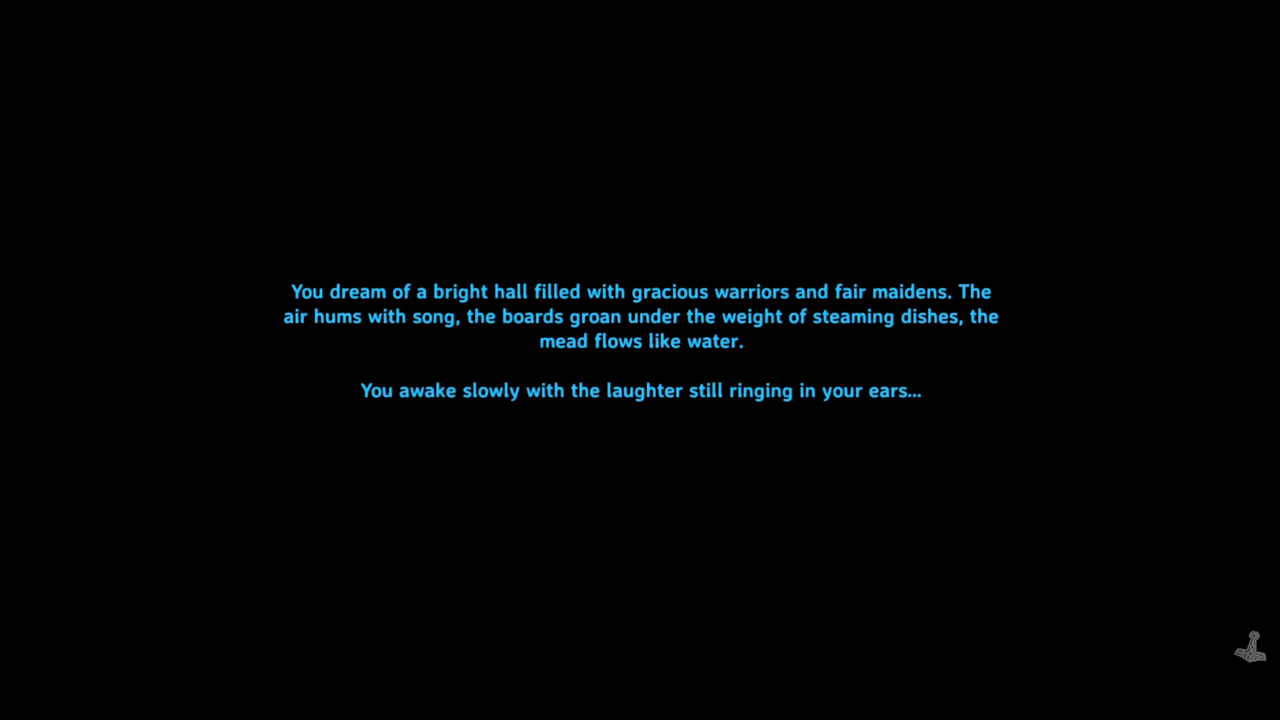 You dream of a bright hall filled with gracious warriors and fair maidens. The
air hums with song, the boards groan under the weight of steaming dishes, the
mead flows like water.
You awake slowly with the laughter still ringing in your ears...